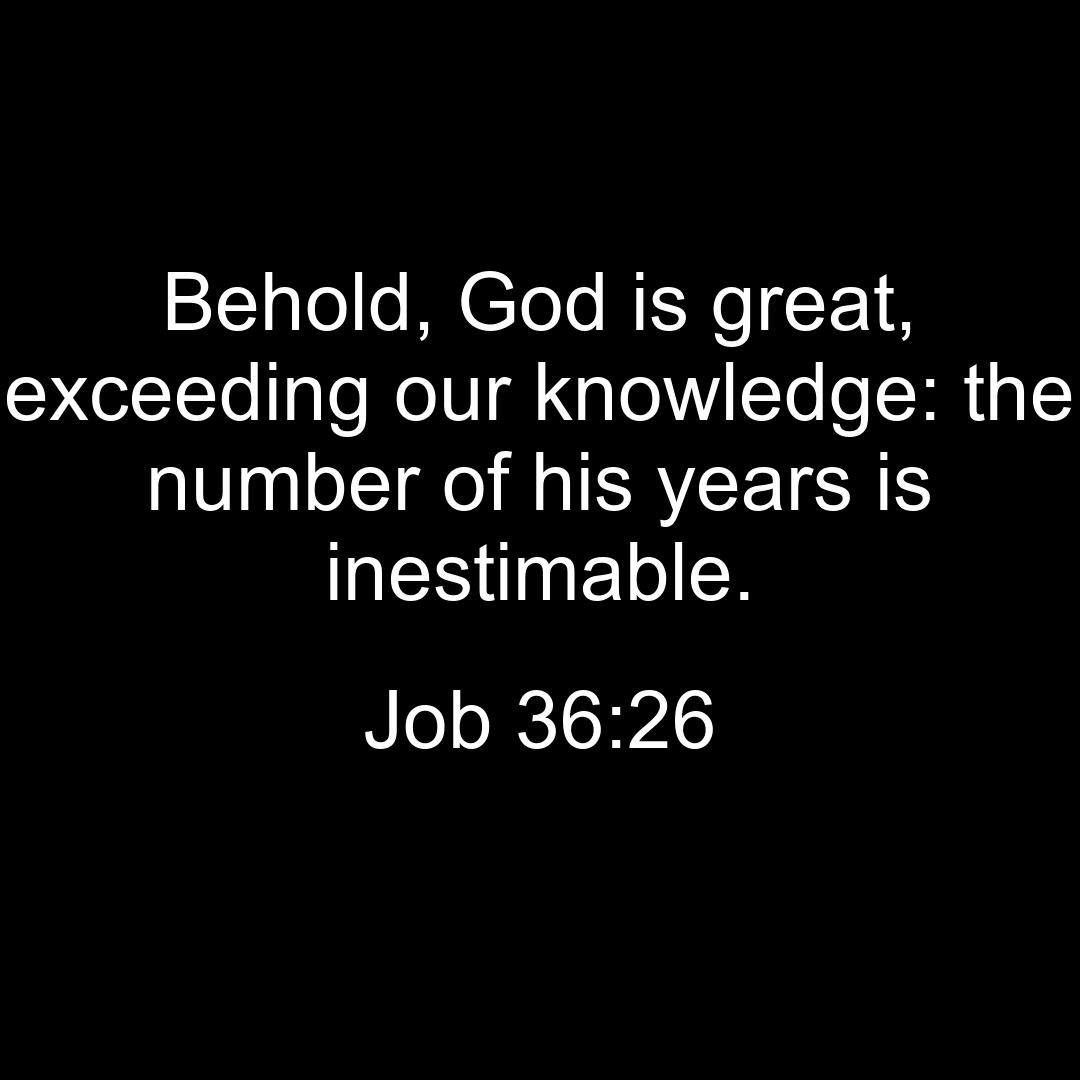 Behold, God is great,
exceeding our knowledge: the
number of his years is
inestimable.
Job 36:26